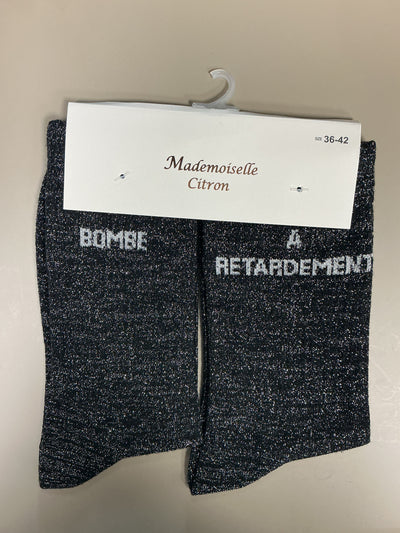 SIZE 36-42
Mademoiselle
Citron
BOMBE
À
RETARDEMENT